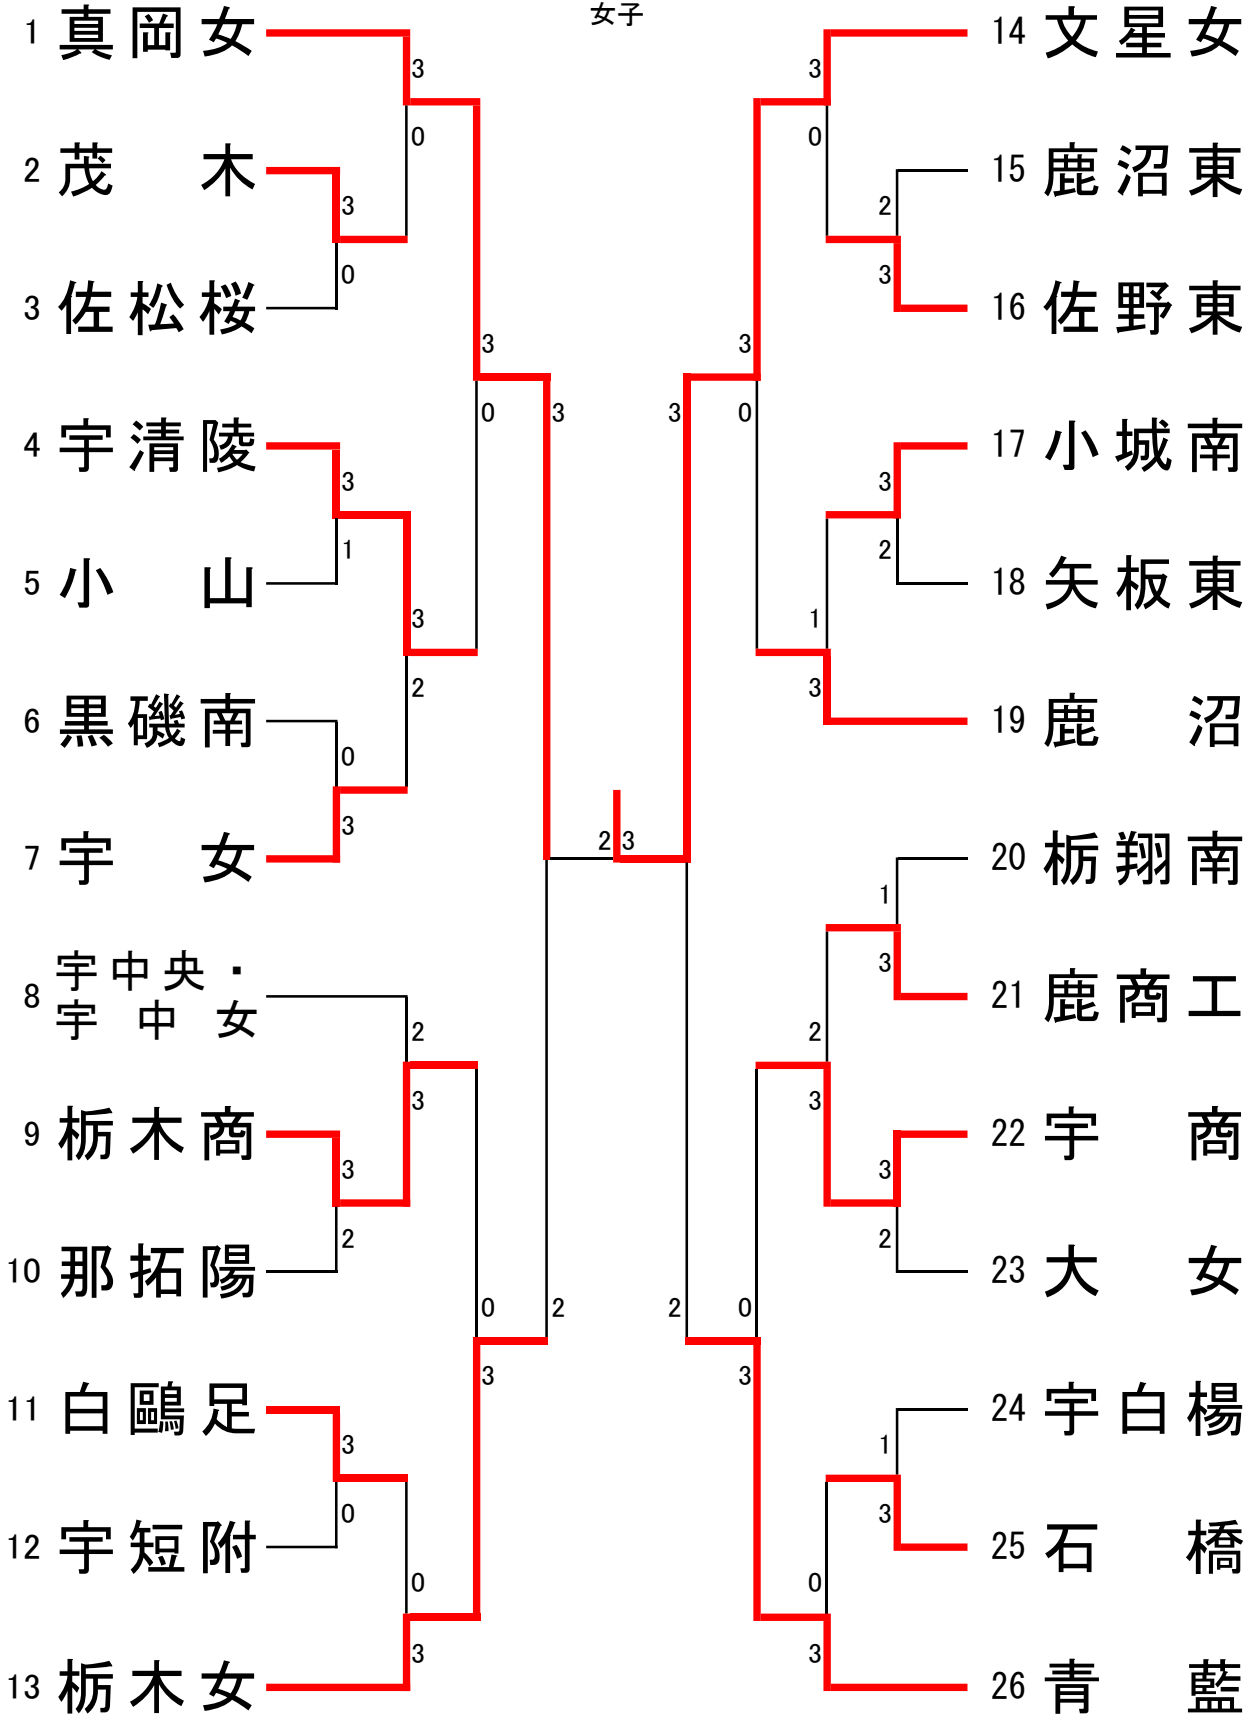 女子
1 真岡女
2 茂木
3 佐松桜
4 宇清陵
5 小山
6 黒磯南
7 宇女
8 宇中央・
宇中女
9 栃木商
10 那拓陽
11 白鷗足
12 宇短附
13 栃木女
3
0
3
0
3
0
3
1
3
2
0
3
2
3
3
2
0
3
3
0
0
3
3
2
2 3
3
2
14 文星女
15 鹿沼東
16 佐野東
17 小城南
18 矢板東
19 鹿沼
20 栃翔南
21 鹿商工
22 宇商
23 大女
24 宇白楊
25 石橋
26 青藍
3
0
2
3
3
0
3
2
1
3
1
3
2
3
3
2
0
3
1
3
0
3